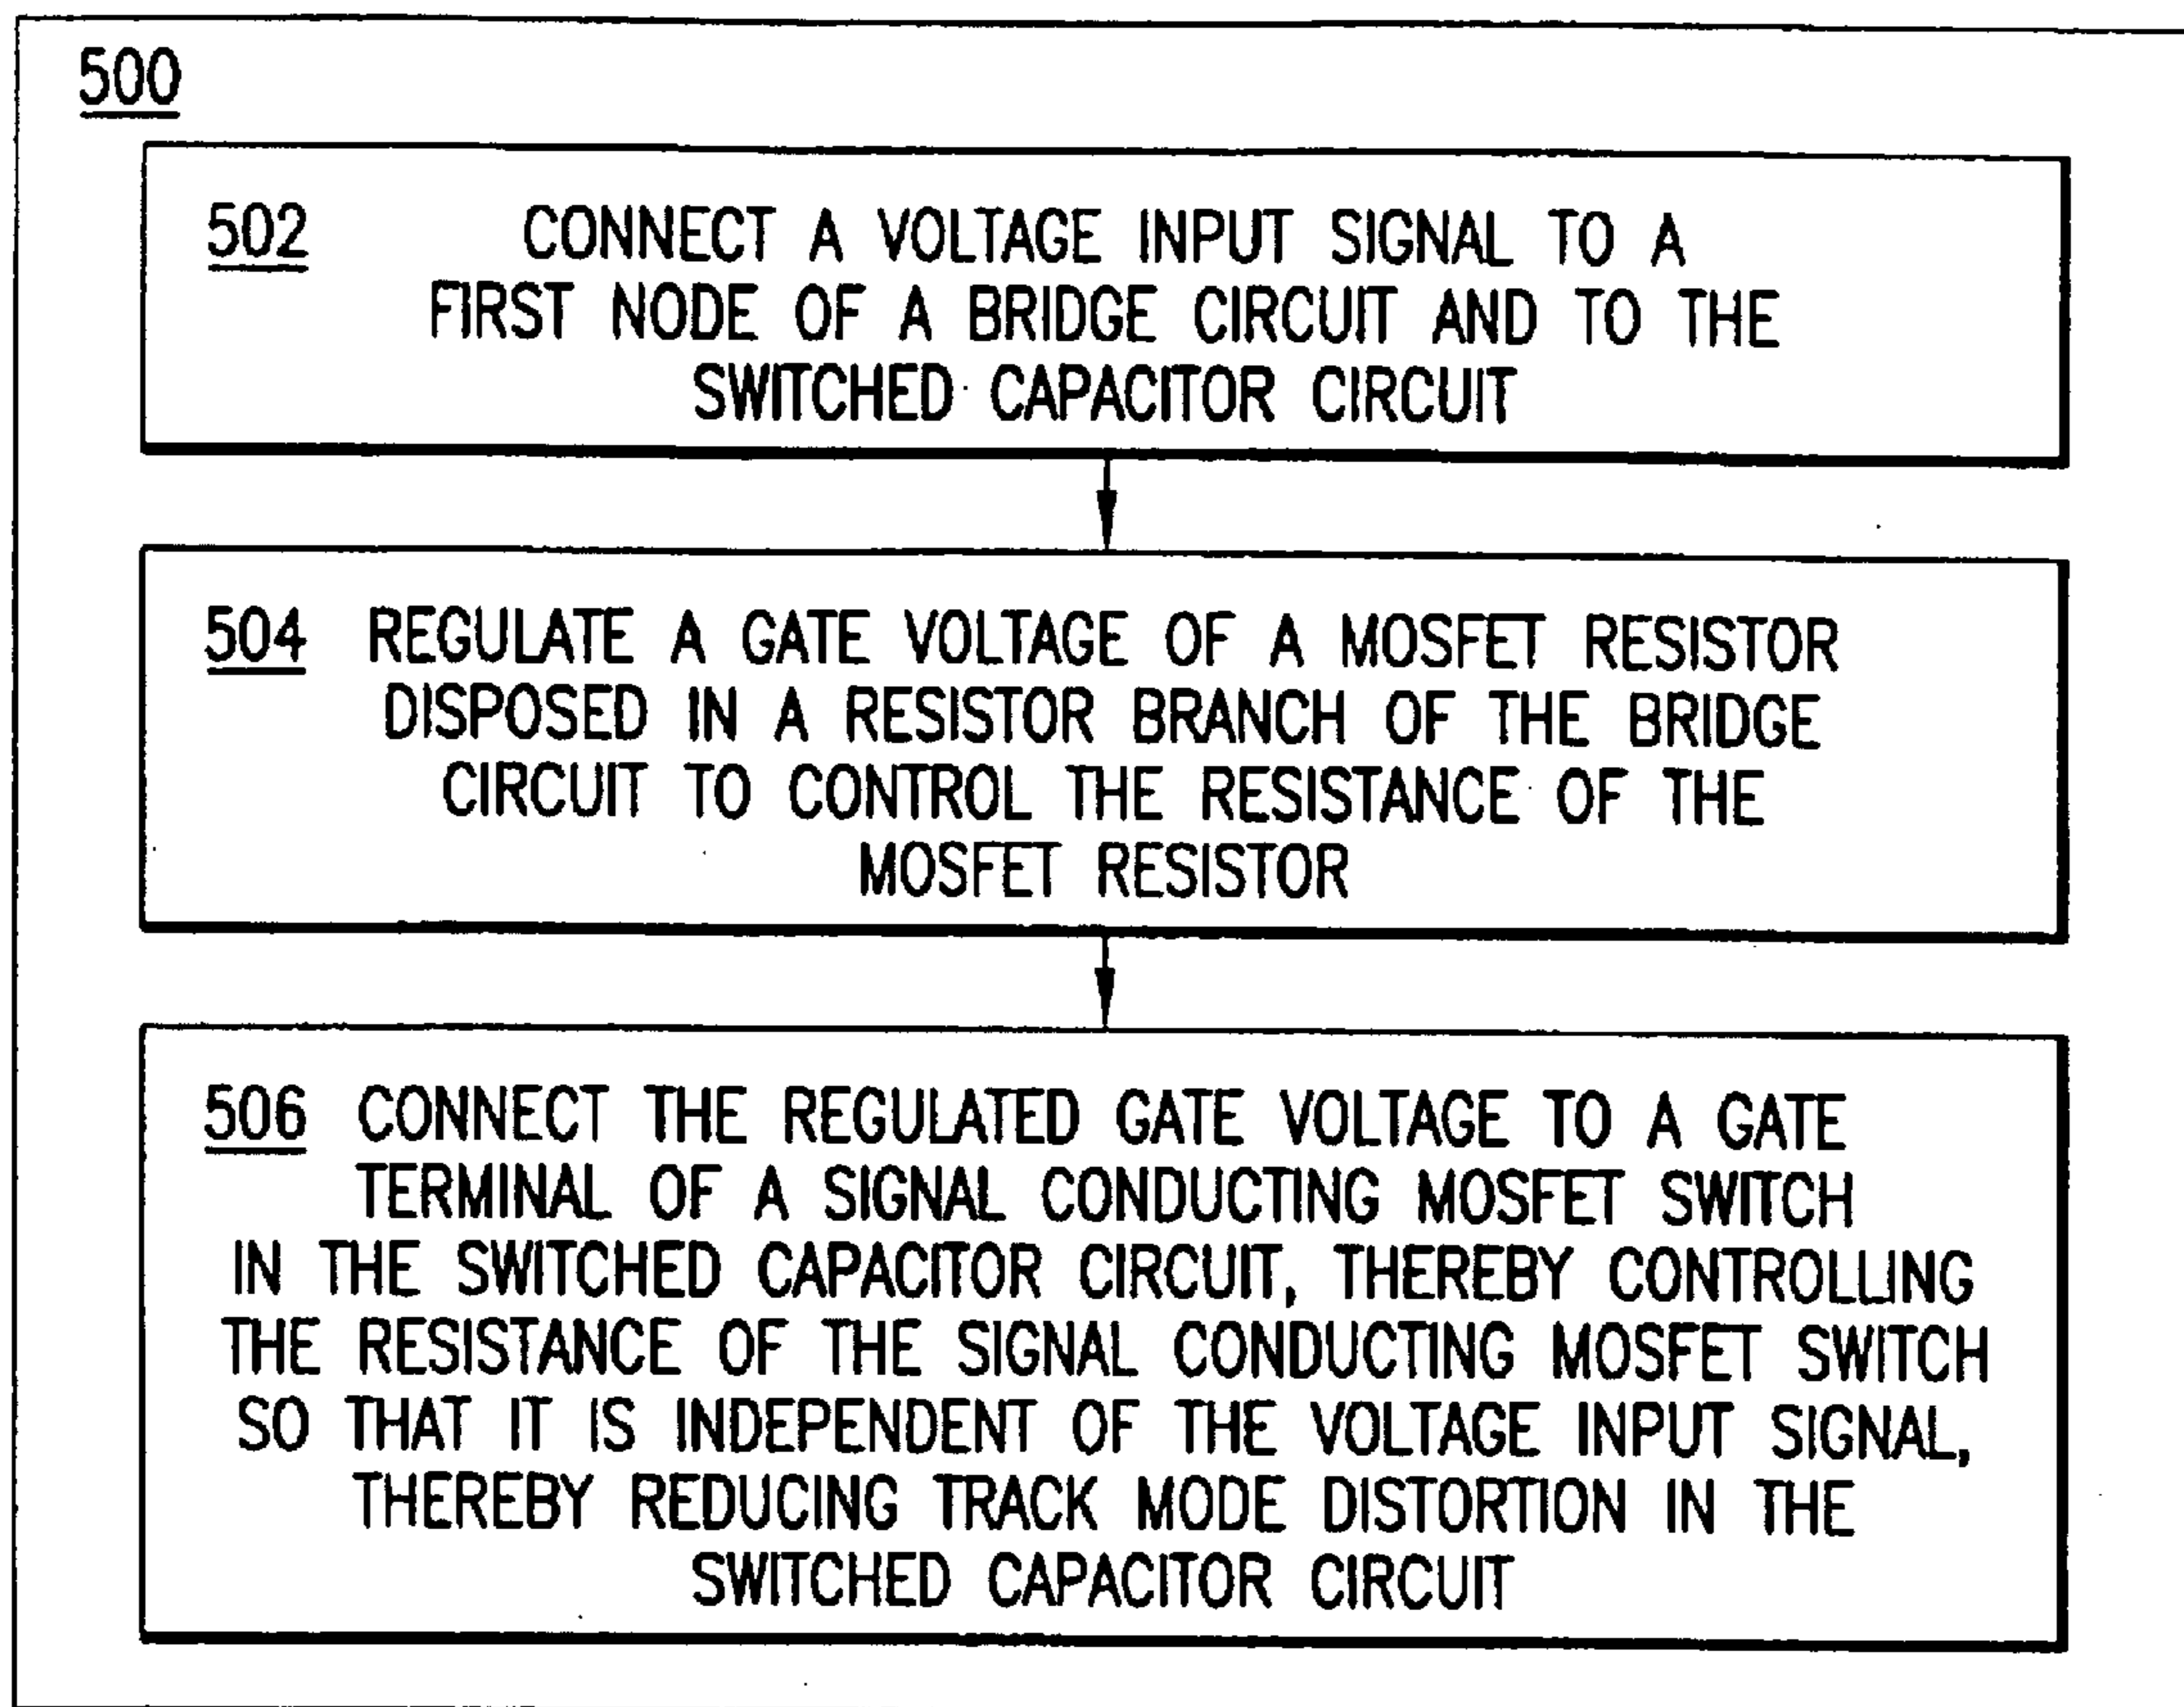 500
502 CONNECT A VOLTAGE INPUT SIGNAL TO A
FIRST NODE OF A BRIDGE CIRCUIT AND TO THE
SWITCHED CAPACITOR CIRCUIT
504 REGULATE A GATE VOLTAGE OF A MOSFET RESISTOR
DISPOSED IN A RESISTOR BRANCH OF THE BRIDGE
CIRCUIT TO CONTROL THE RESISTANCE OF THE
MOSFET RESISTOR
506 CONNECT THE REGULATED GATE VOLTAGE TO A GATE
TERMINAL OF A SIGNAL CONDUCTING MOSFET SWITCH
IN THE SWITCHED CAPACITOR CIRCUIT, THEREBY CONTROLLING
THE RESISTANCE OF THE SIGNAL CONDUCTING MOSFET SWITCH
SO THAT IT IS INDEPENDENT OF THE VOLTAGE INPUT SIGNAL,
THEREBY REDUCING TRACK MODE DISTORTION IN THE
SWITCHED CAPACITOR CIRCUIT